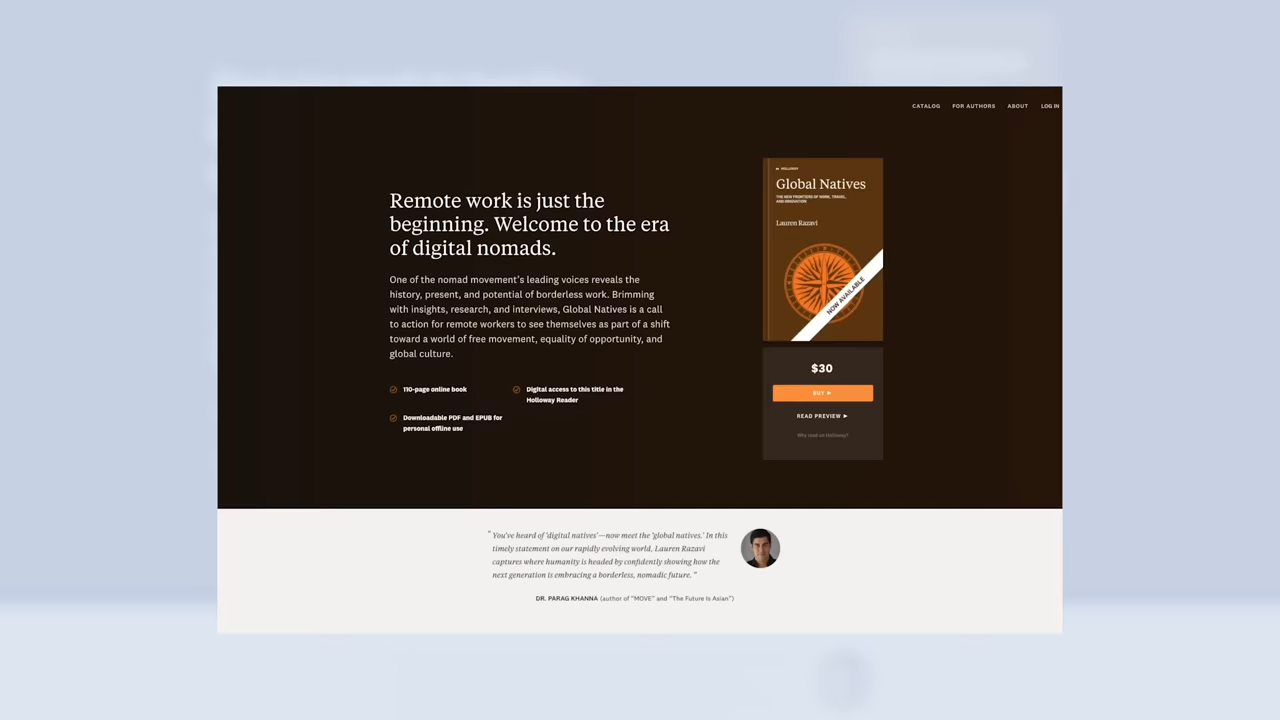 CATALOG FOR AUTHORS ABOUT LOG IN
Remote work is just the
beginning. Welcome to the era
of digital nomads.
One of the nomad movement's leading voices reveals the
history, present, and potential of borderless work. Brimming
with insights, research, and interviews, Global Natives is a call
to action for remote workers to see themselves as part of a shift
toward a world of free movement, equality of opportunity, and
global culture.
110-page online book
Digital access to this title in the
Holloway Reader
Downloadable PDF and EPUB for
personal offline use
HOLLOWAY
Global Natives
THE NEW FRONTIERS OF WORK, TRAVEL,
AND INNOVATION
Lauren Razavi
NOW AVAILABLE
$30
BUY ►
READ PREVIEW ►
Why read on Holloway?
" You've heard of 'digital natives'—now meet the 'global natives.' In this
timely statement on our rapidly evolving world, Lauren Razavi
captures where humanity is headed by confidently showing how the
next generation is embracing a borderless, nomadic future. "
DR. PARAG KHANNA (author of "MOVE" and "The Future Is Asian")